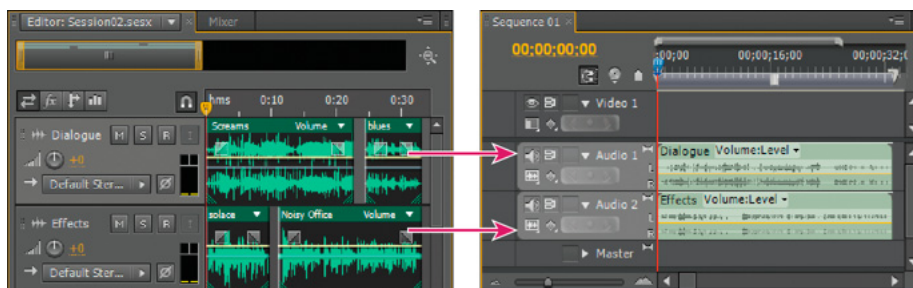 Editor: Session02.sesx
Mixer
hms 0:10 0:20 0:30
Dialogue M S R I
Screams Volume blues
+0
Default Ster...
Effects M S R I
solace Noisy Office Volume
+0
Default Ster...
Sequence 01
00;00;00;00
;00;00 00;00;16;00 00;00;32;0
Video 1
Audio 1
Dialogue Volume:Level
L
R
Audio 2
Effects Volume:Level
L
R
Master